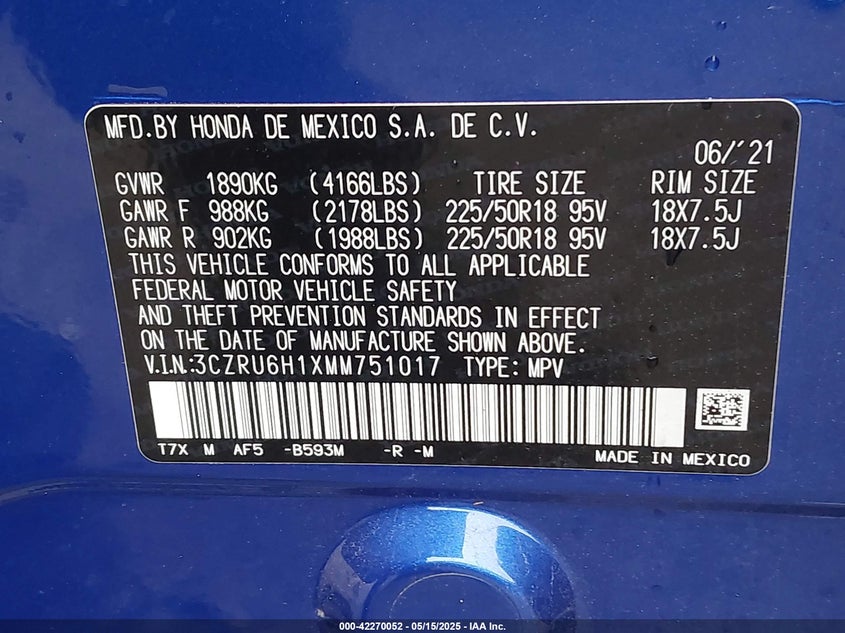 MFD.BY HONDA DE MEXICO S.A. DE C.V.
06/'21
GVWR 1890KG (4166LBS) TIRE SIZE RIM SIZE
GAWR F 988KG (2178LBS) 225/50R18 95V 18X7.5J
GAWR R 902KG (1988LBS) 225/50R18 95V 18X7.5J
THIS VEHICLE CONFORMS TO ALL APPLICABLE
FEDERAL MOTOR VEHICLE SAFETY
AND THEFT PREVENTION STANDARDS IN EFFECT
ON THE DATE OF MANUFACTURE SHOWN ABOVE.
V.I.N.:3CZRU6H1XMM751017 TYPE: MPV
T7X M AF5 -B593M -R -M
MADE IN MEXICO
000-42270052 — 05/15/2025 — IAA Inc.